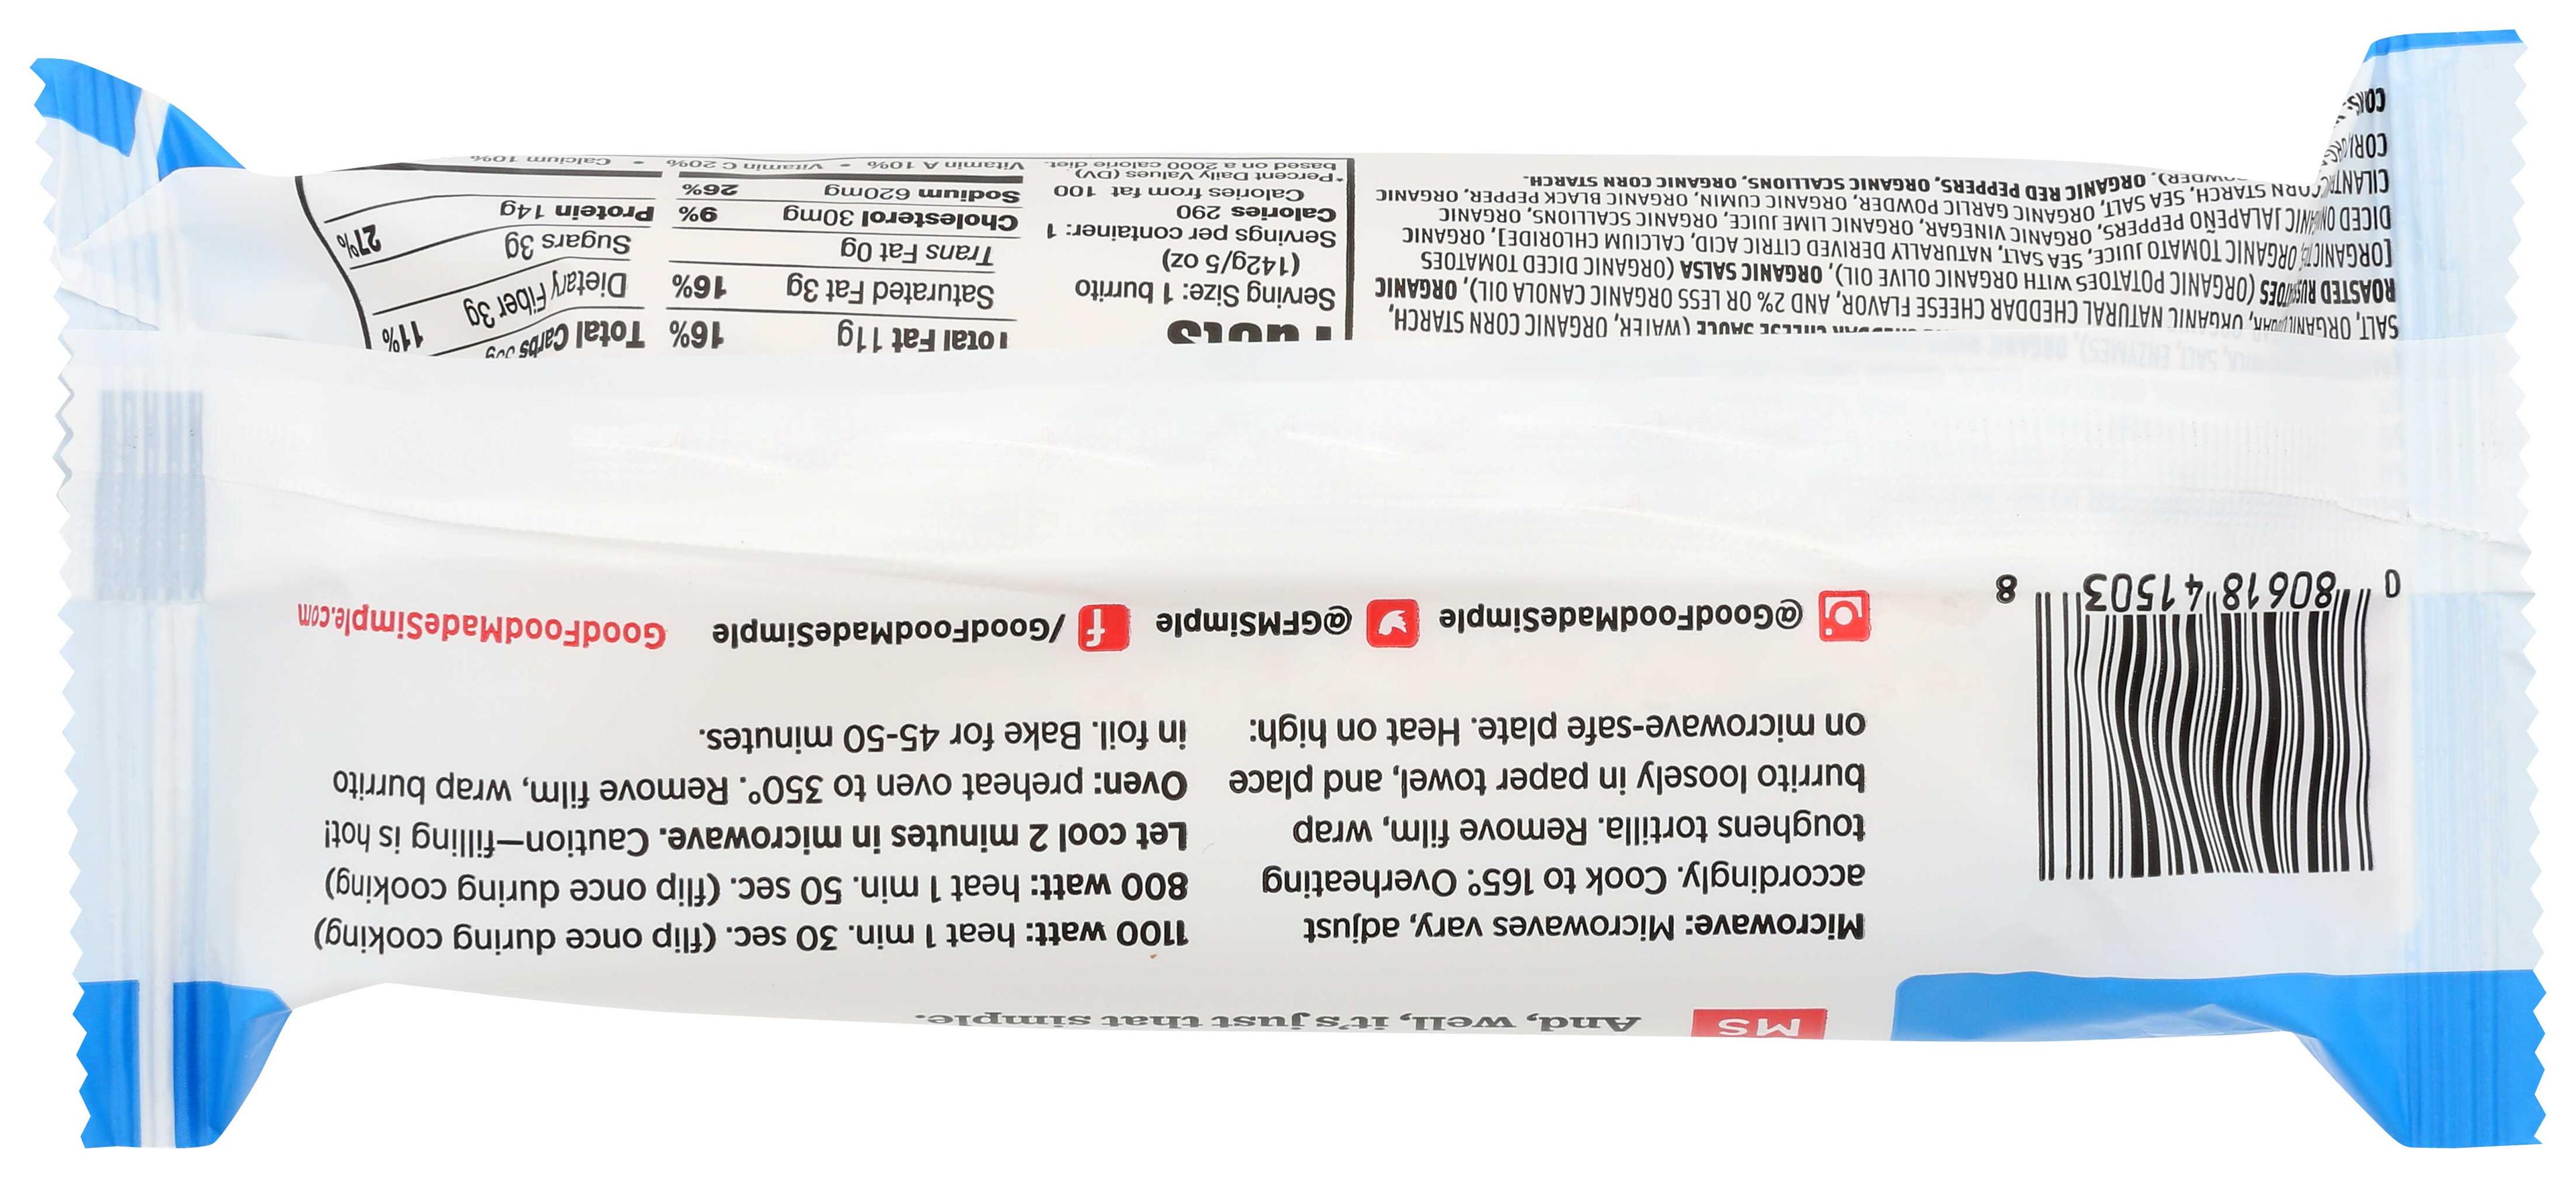 MS And, well, it's just that simple.
Microwave: Microwaves vary, adjust
accordingly. Cook to 165°. Overheating
toughens tortilla. Remove film, wrap
burrito loosely in paper towel, and place
on microwave-safe plate. Heat on high:
1100 watt: heat 1 min. 30 sec. (flip once during cooking)
800 watt: heat 1 min. 50 sec. (flip once during cooking)
Let cool 2 minutes in microwave. Caution—filling is hot!
Oven: preheat oven to 350°. Remove film, wrap burrito
in foil. Bake for 45-50 minutes.
@GoodFoodMadeSimple @GFMSimple /GoodFoodMadeSimple GoodFoodMadeSimple.com
0 80618 41503 8
SALT, ENZYMES), ORGANIC
SALT, ORGANIC CHEESE SAUCE (WATER, ORGANIC CORN STARCH,
ORGANIC NATURAL CHEDDAR CHEESE FLAVOR, AND 2% OR LESS ORGANIC CANOLA OIL), ORGANIC
ROASTED (ORGANIC POTATOES WITH ORGANIC OLIVE OIL), ORGANIC SALSA (ORGANIC DICED TOMATOES
[ORGANIC ORGANIC TOMATO JUICE, SEA SALT, NATURALLY DERIVED CITRIC ACID, CALCIUM CHLORIDE], ORGANIC
DICED JALAPEÑO PEPPERS, ORGANIC VINEGAR, ORGANIC LIME JUICE, ORGANIC SCALLIONS, ORGANIC
CORN STARCH, SEA SALT, ORGANIC GARLIC POWDER, ORGANIC CUMIN, ORGANIC BLACK PEPPER, ORGANIC
ORGANIC RED PEPPERS, ORGANIC SCALLIONS, ORGANIC CORN STARCH.
Facts
Serving Size: 1 burrito
(142g/5 oz)
Servings per container: 1
Calories 290
Calories from fat 100
*Percent Daily Values (DV)
based on a 2000 calorie diet.
Total Fat 11g 16%
Saturated Fat 3g 16%
Trans Fat 0g
Cholesterol 30mg 9%
Sodium 620mg 26%
Total Carbs 11%
Dietary Fiber 3g
Sugars 3g
Protein 14g 27%
Vitamin A 10% • Vitamin C 20% • Calcium 10%